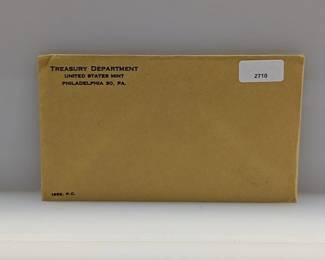 TREASURY DEPARTMENT
UNITED STATES MINT
PHILADELPHIA 30, PA.
2710
P.C.